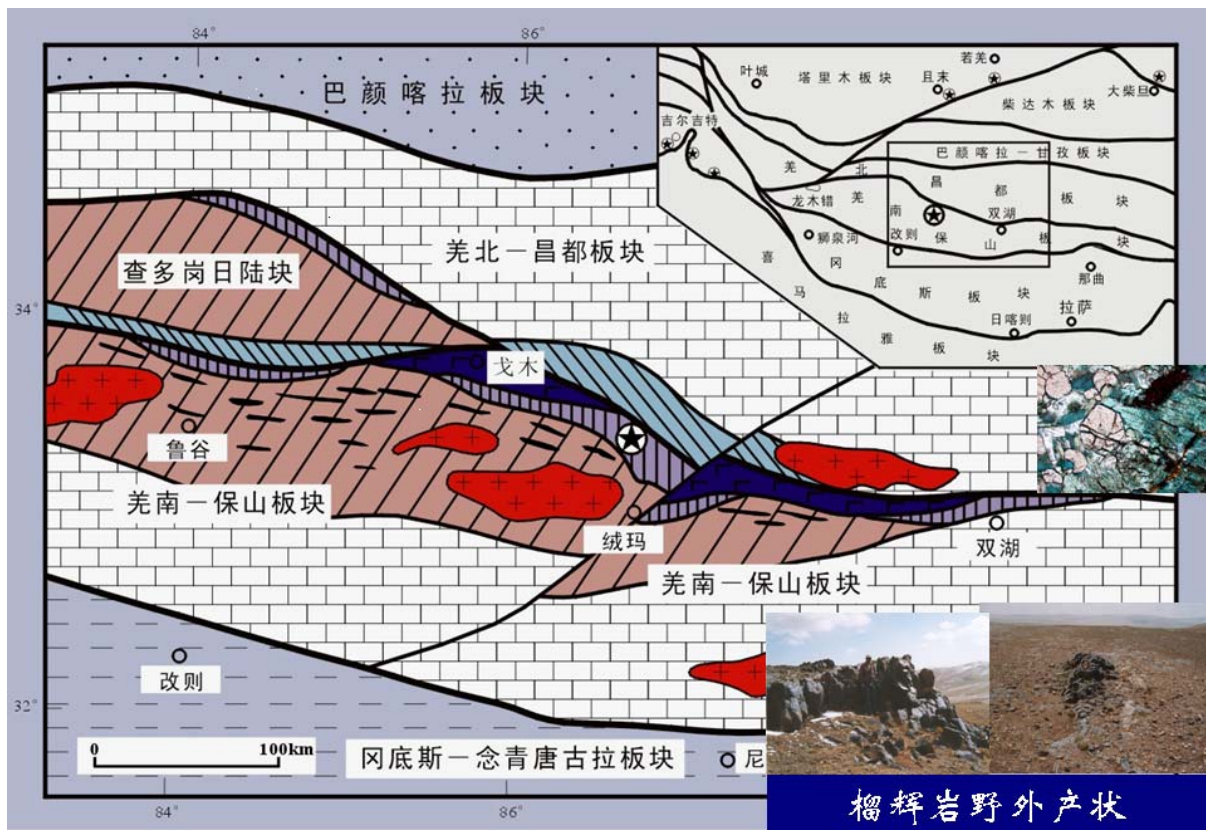 84°
86°
巴颜喀拉板块
羌北－昌都板块
查多岗日陆块
34°
戈木
鲁谷
羌南－保山板块
绒玛
双湖
羌南－保山板块
改则
32°
0 100km
冈底斯－念青唐古拉板块
尼
84°
86°
叶城
塔里木板块
且末
若羌
大柴旦
柴达木板块
吉尔吉特
巴颜喀拉－甘孜板块
羌北昌都板块
龙木错
羌南保山板块
双湖
狮泉河
改则
冈底斯板块
那曲
拉萨
日喀则
喜马拉雅板块
榴辉岩野外产状